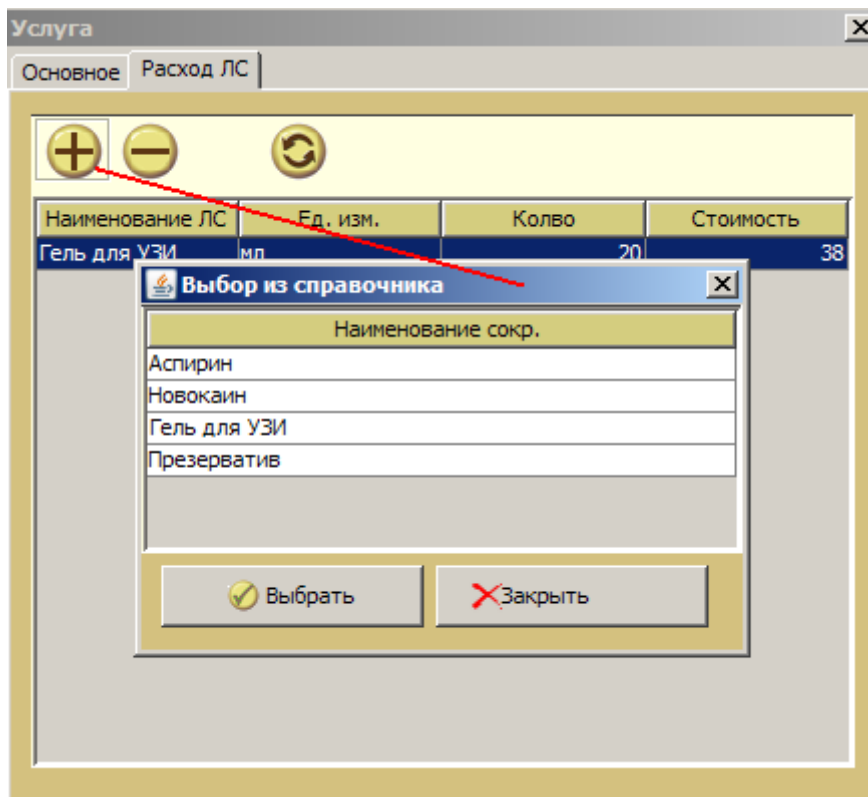 Услуга
Основное Расход ЛС
Наименование ЛС Ед. изм. Колво Стоимость
Гель для УЗИ мл 20 38
Выбор из справочника
Наименование сокр.
Аспирин
Новокаин
Гель для УЗИ
Презерватив
Выбрать Закрыть